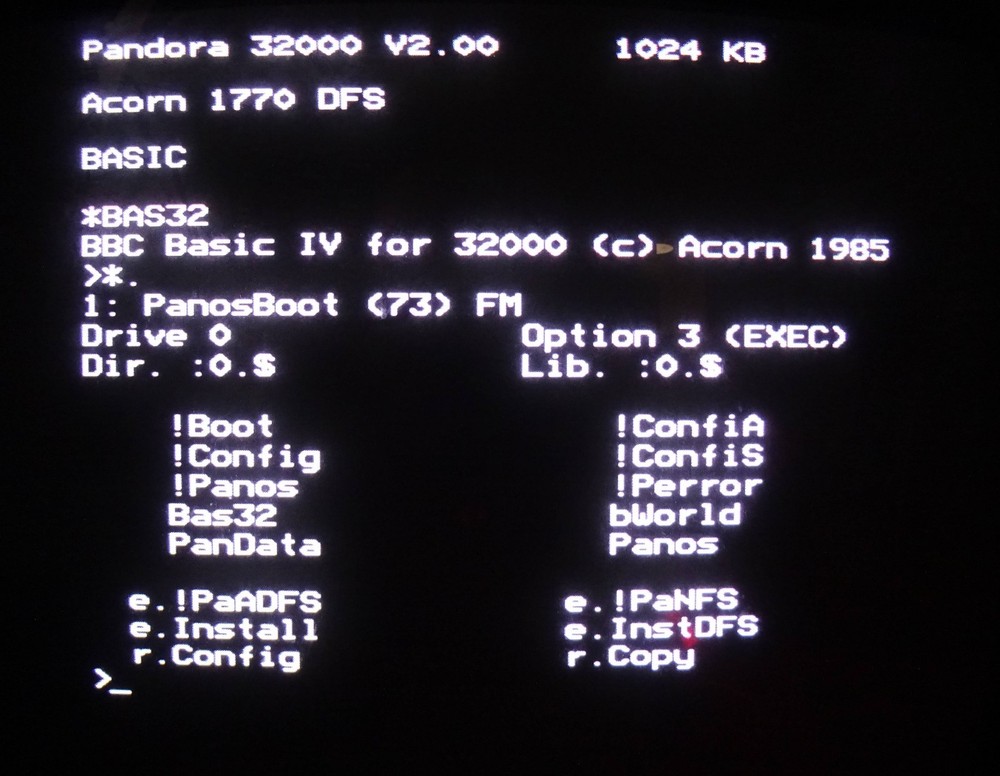 Pandora 32000 V2.00 1024 KB
Acorn 1770 DFS
BASIC
*BAS32
BBC Basic IV for 32000 (c) Acorn 1985
>*.
1: PanosBoot (73) FM
Drive 0 Option 3 (EXEC)
Dir. :0.$ Lib. :0.$
!Boot !ConfiA
!Config !ConfiS
!Panos !Perror
Bas32 bWorld
PanData Panos
e.!PaADFS e.!PaNFS
e.Install e.InstDFS
r.Config r.Copy
>_